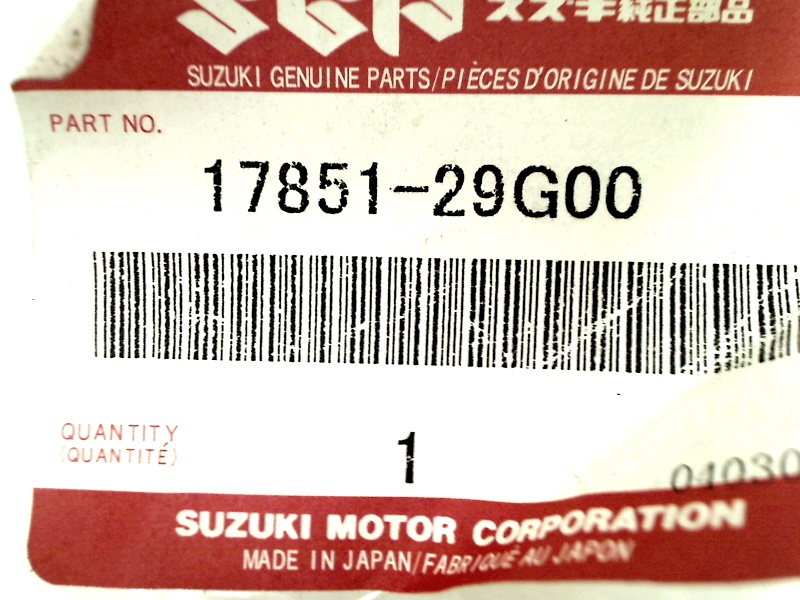 スズキ純正部品
SUZUKI GENUINE PARTS/PIÈCES D'ORIGINE DE SUZUKI
PART NO.
17851-29G00
QUANTITY
(QUANTITÉ)
1
04030
SUZUKI MOTOR CORPORATION
MADE IN JAPAN/FABRIQUÉ AU JAPON